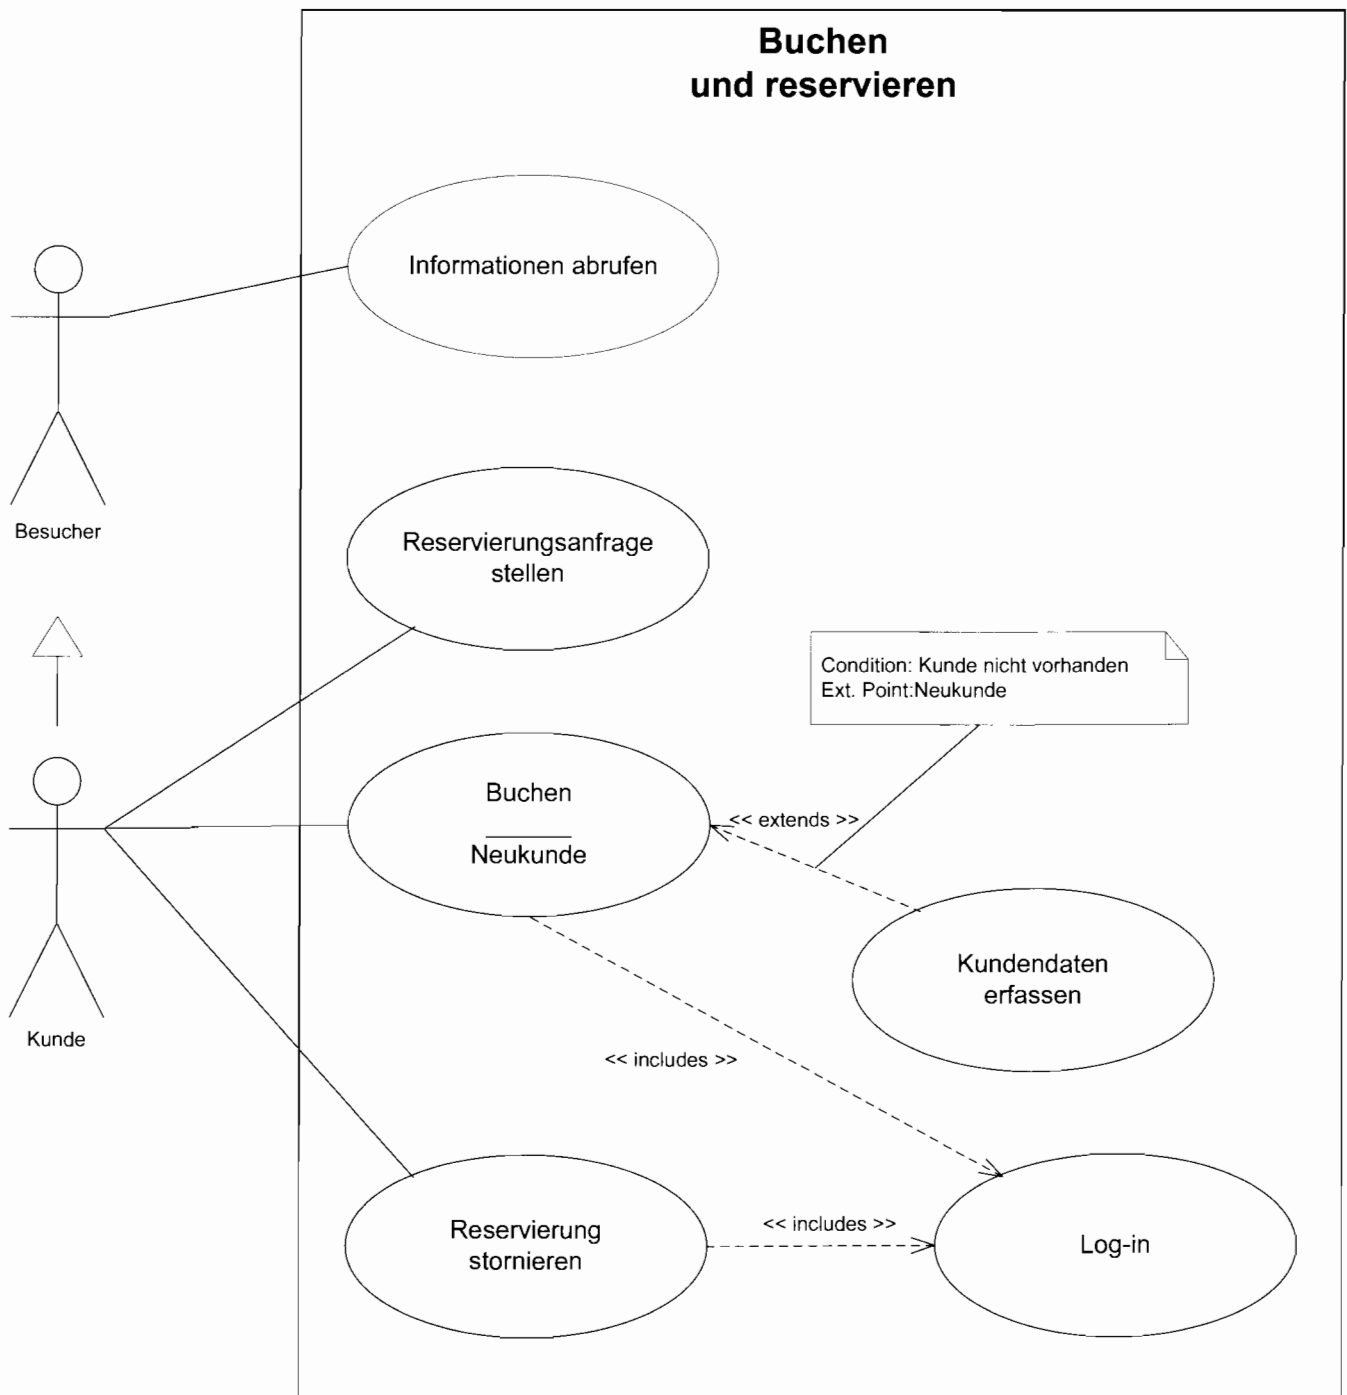 Buchen
und reservieren
Informationen abrufen
Besucher
Reservierungsanfrage
stellen
Condition: Kunde nicht vorhanden
Ext. Point:Neukunde
Buchen
Neukunde
<< extends >>
Kundendaten
erfassen
Kunde
<< includes >>
Reservierung
stornieren
<< includes >>
Log-in